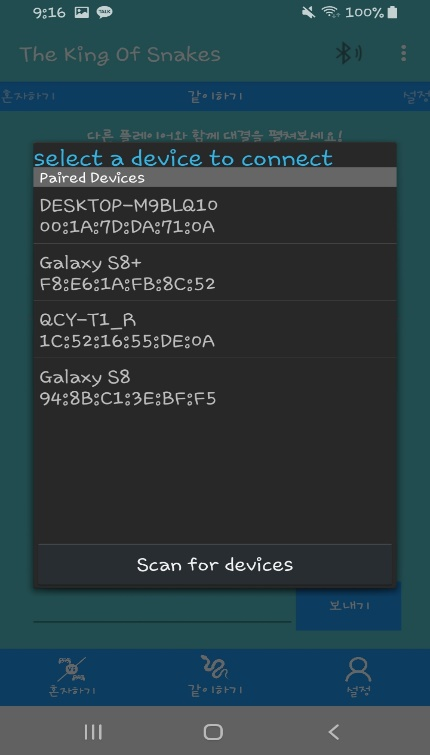 9:16 TALK 100%
The King Of Snakes
혼자하기 같이하기 설정
다른 플레이어와 함께 대결을 펼쳐보세요!
select a device to connect
Paired Devices
DESKTOP-M9BLQ10
00:1A:7D:DA:71:0A
Galaxy S8+
F8:E6:1A:FB:8C:52
QCY-T1_R
1C:52:16:55:DE:0A
Galaxy S8
94:8B:C1:3E:BF:F5
Scan for devices
보내기
혼자하기 같이하기 설정